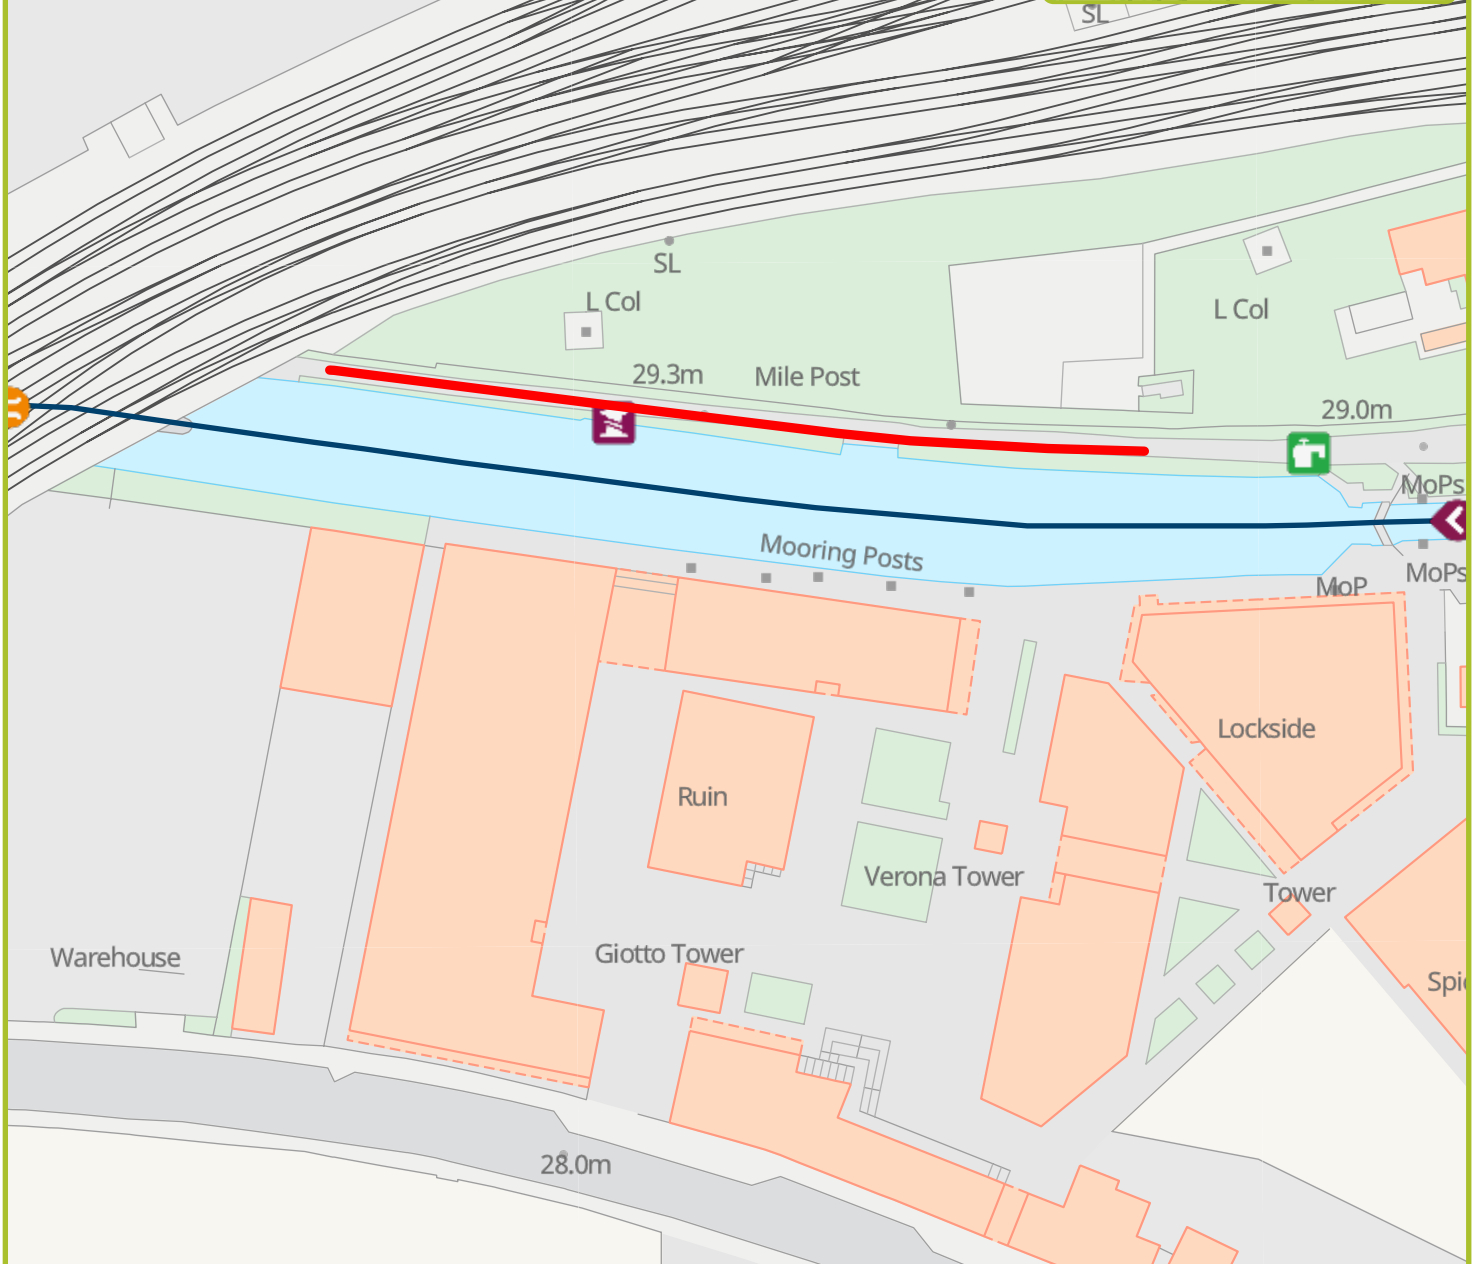 SL
SL
L Col
L Col
29.3m
Mile Post
29.0m
MoPs
Mooring Posts
MoPs
MoP
Lockside
Ruin
Verona Tower
Tower
Giotto Tower
Warehouse
28.0m